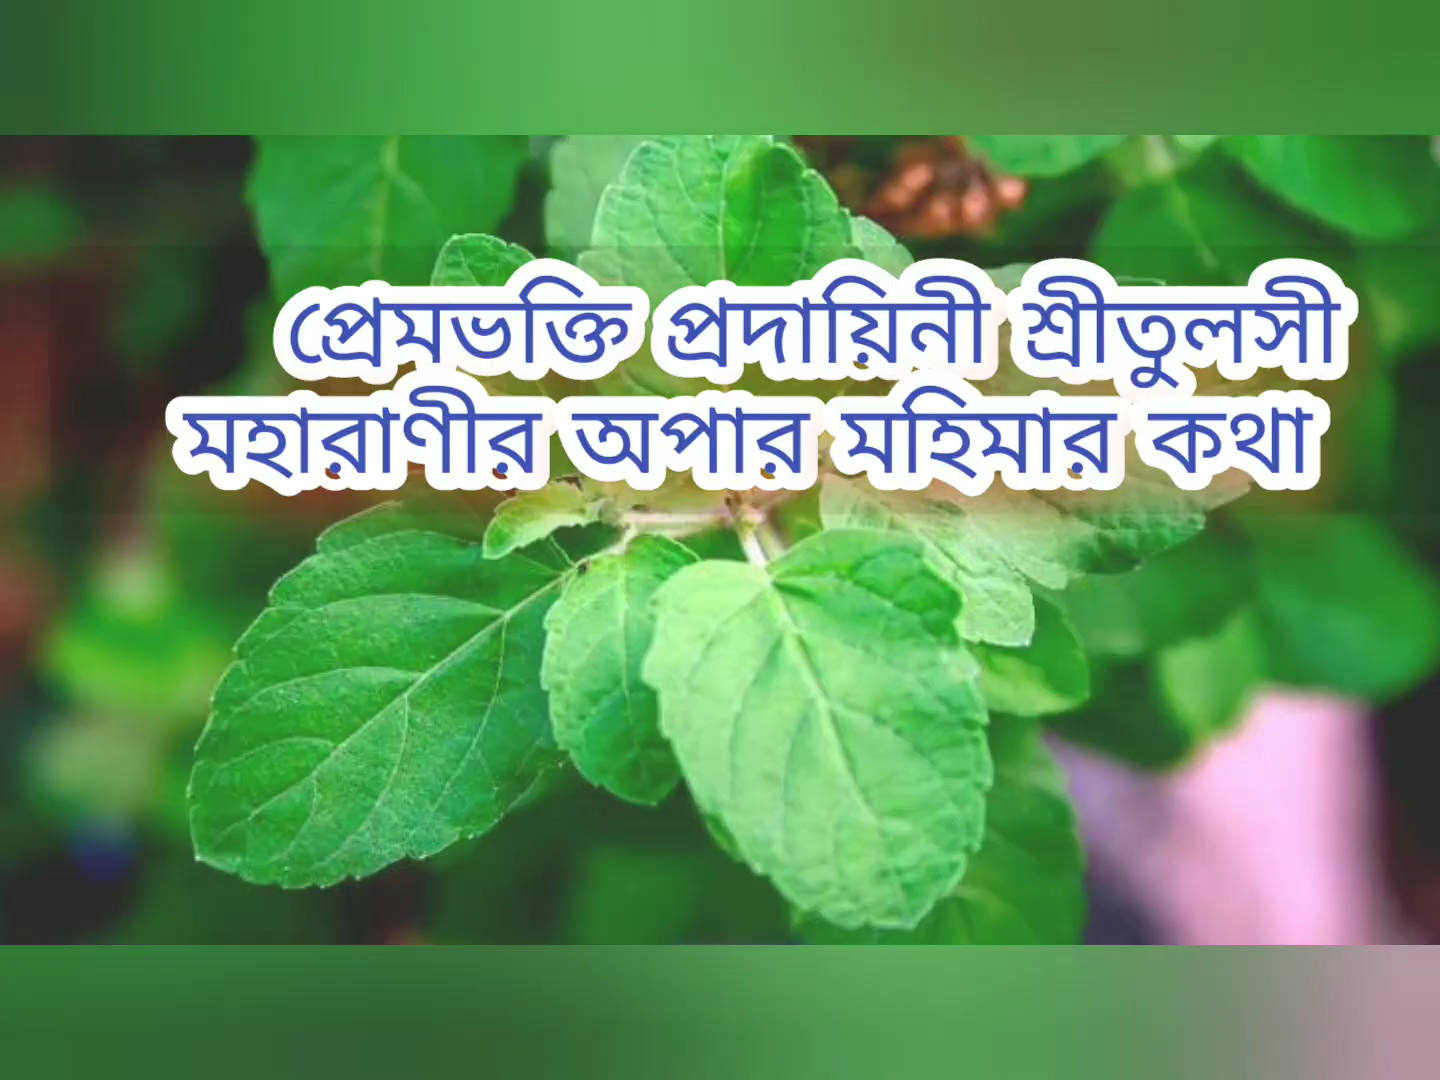 প্রেমভক্তি প্রদায়িনী শ্রীতুলসী
মহারাণীর অপার মহিমার কথা